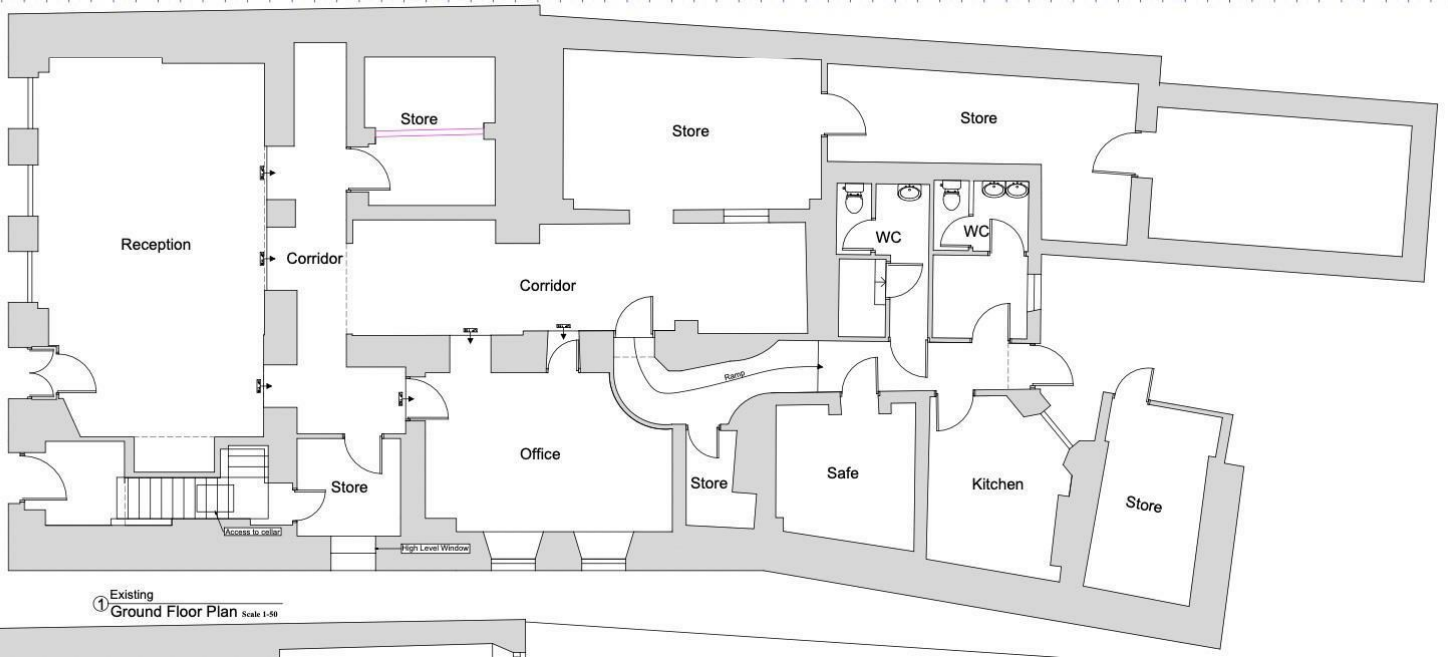 Store
Store
Store
Reception
Corridor
Corridor
WC
WC
Ramp
Office
Store
Store
Safe
Kitchen
Store
Access to cellar
High Level Window
1
Existing
Ground Floor Plan Scale 1-50